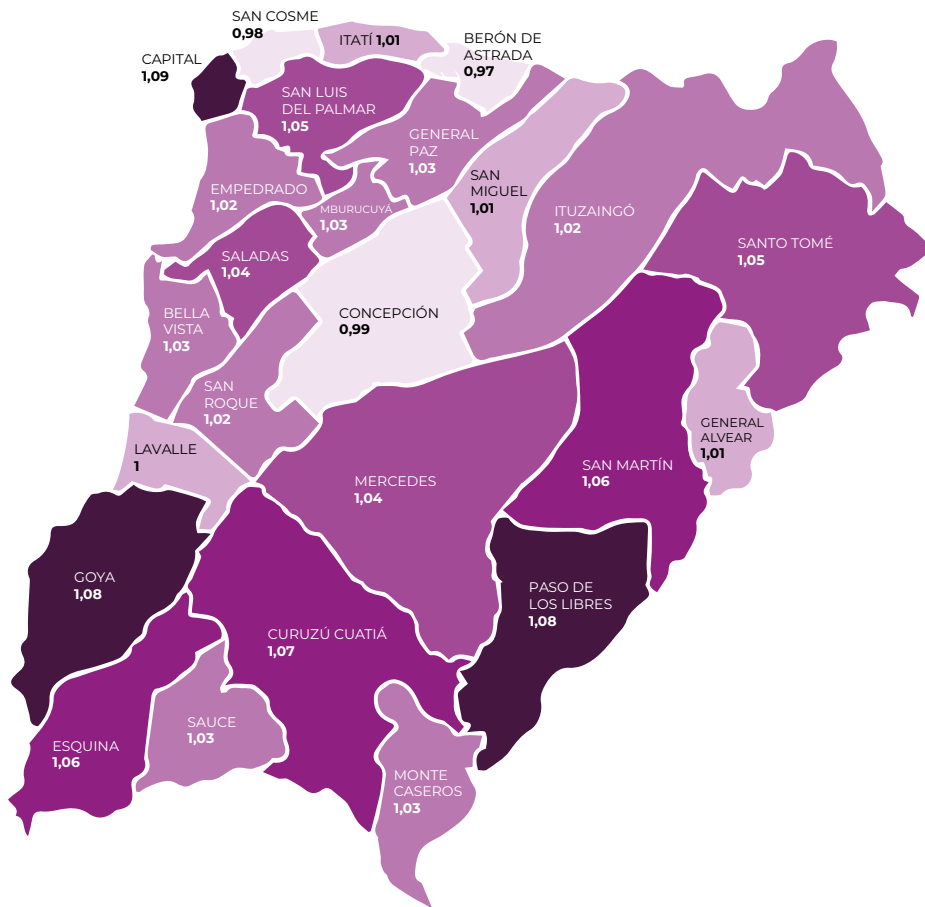 SAN COSME
0,98
ITATÍ 1,01
BERÓN DE
ASTRADA
0,97
CAPITAL
1,09
SAN LUIS
DEL PALMAR
1,05
GENERAL
PAZ
1,03
SAN
MIGUEL
1,01
EMPEDRADO
1,02
MBURUCUYÁ
1,03
ITUZAINGÓ
1,02
SANTO TOMÉ
1,05
SALADAS
1,04
BELLA
VISTA
1,03
CONCEPCIÓN
0,99
SAN
ROQUE
1,02
GENERAL
ALVEAR
1,01
LAVALLE
1
MERCEDES
1,04
SAN MARTÍN
1,06
GOYA
1,08
PASO DE
LOS LIBRES
1,08
CURUZÚ CUATIÁ
1,07
SAUCE
1,03
ESQUINA
1,06
MONTE
CASEROS
1,03